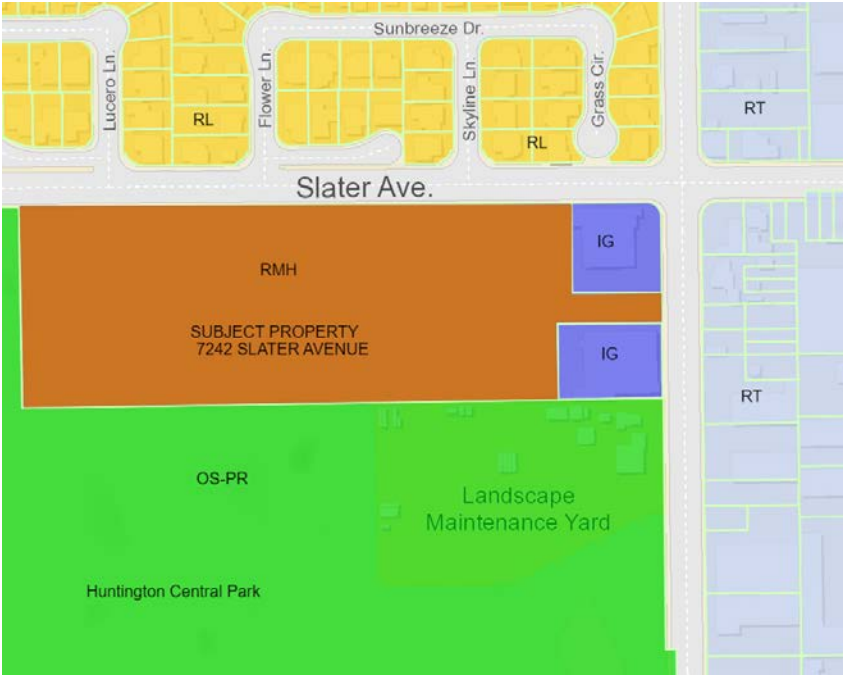 Sunbreeze Dr.
Lucero Ln.
Flower Ln.
Skyline Ln.
Grass Cir.
RL
RL
RT
Slater Ave.
RMH
IG
SUBJECT PROPERTY
7242 SLATER AVENUE
IG
RT
OS-PR
Landscape
Maintenance Yard
Huntington Central Park